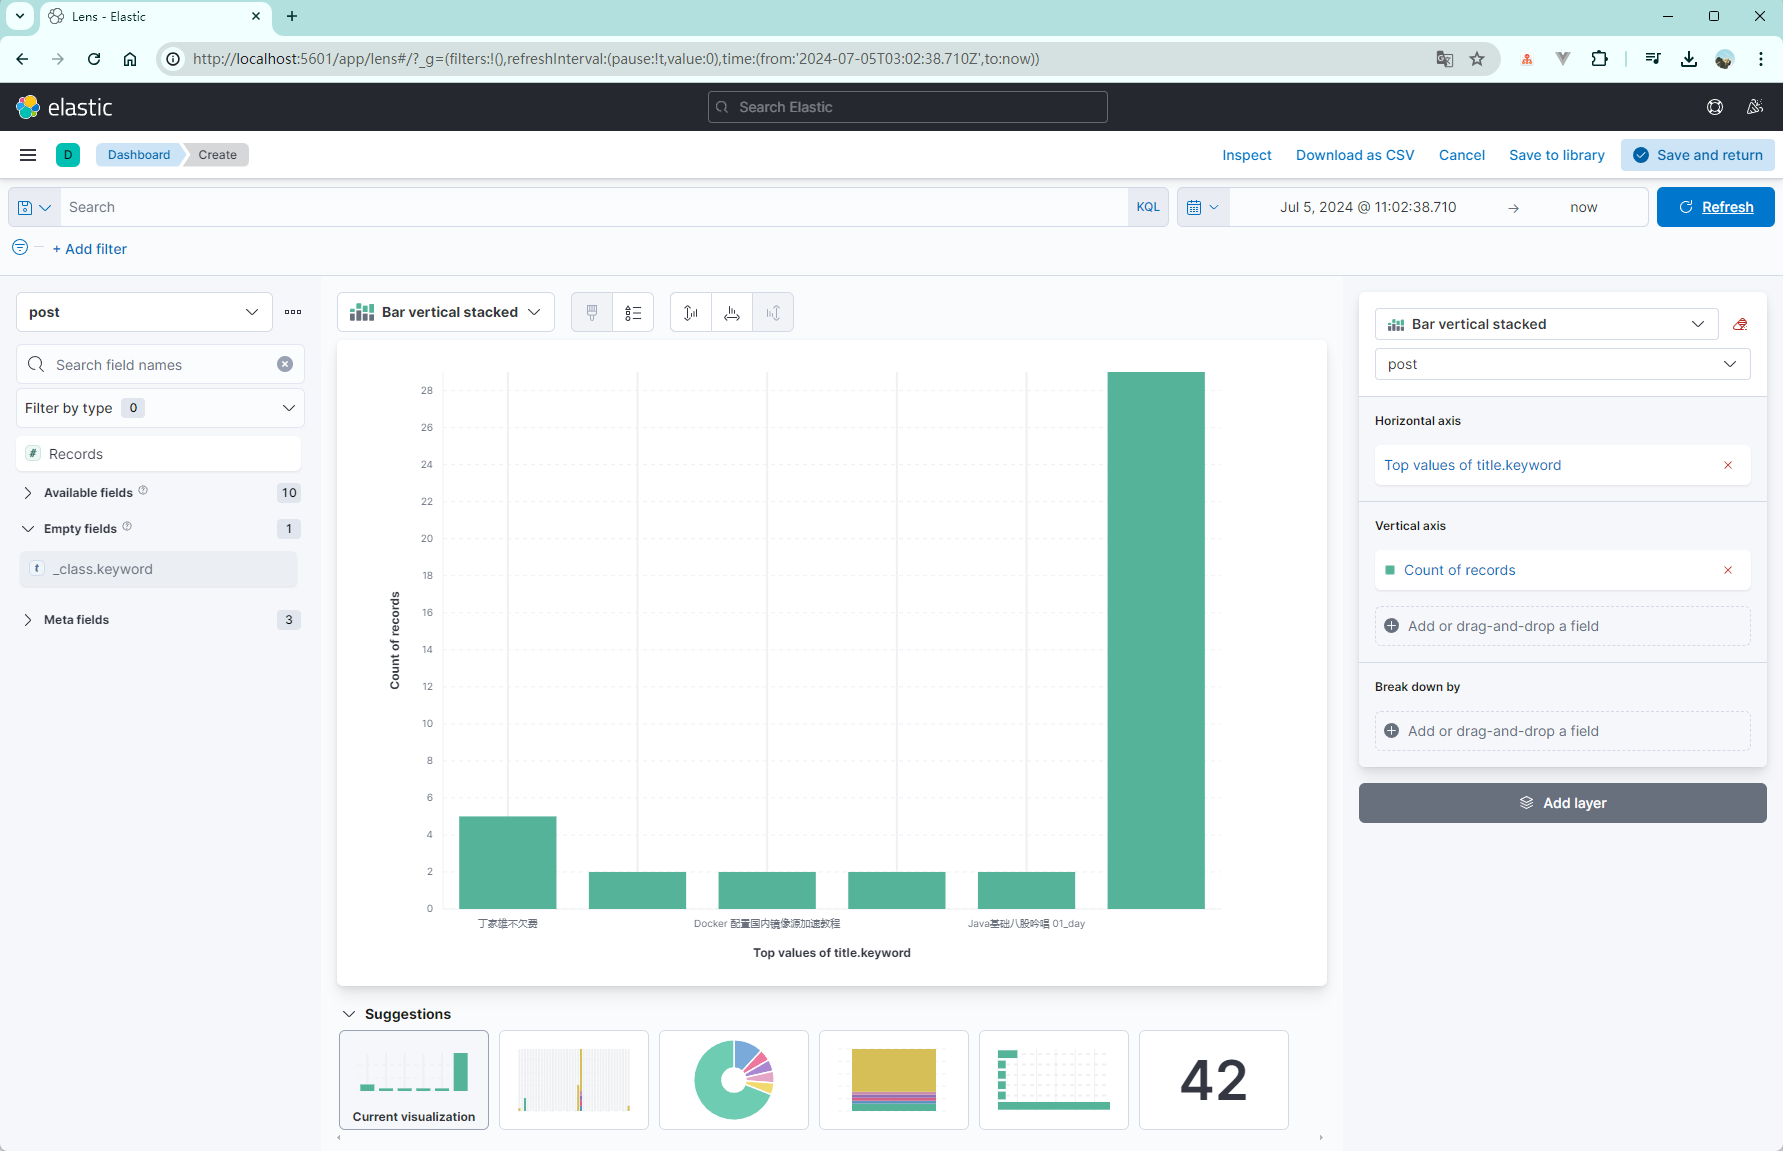 Lens - Elastic
http://localhost:5601/app/lens#/?_g=(filters:!(),refreshInterval:(pause:!t,value:0),time:(from:'2024-07-05T03:02:38.710Z',to:now))
elastic
Search Elastic
D
Dashboard
Create
Inspect
Download as CSV
Cancel
Save to library
Save and return
Search
KQL
Jul 5, 2024 @ 11:02:38.710
→
now
Refresh
+ Add filter
post
Search field names
Filter by type 0
# Records
Available fields 10
Empty fields 1
t _class.keyword
Meta fields 3
Bar vertical stacked
28
26
24
22
20
18
16
14
12
10
8
6
4
2
0
Count of records
丁家雄不欠费
Docker 配置国内镜像源加速教程
Java基础八股吟唱 01_day
Top values of title.keyword
Suggestions
Current visualization
42
Bar vertical stacked
post
Horizontal axis
Top values of title.keyword
Vertical axis
Count of records
Add or drag-and-drop a field
Break down by
Add or drag-and-drop a field
Add layer